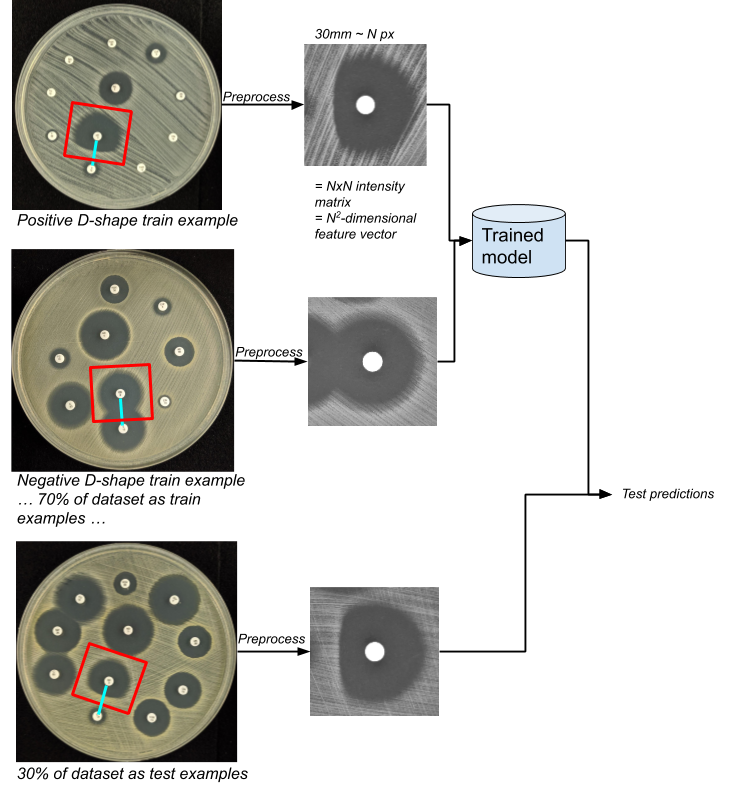 30mm ~ N px
Preprocess
Positive D-shape train example
= NxN intensity
matrix
= N²-dimensional
feature vector
Trained
model
Preprocess
Negative D-shape train example
… 70% of dataset as train
examples …
Test predictions
Preprocess
30% of dataset as test examples